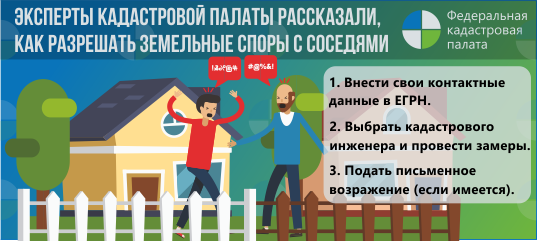 ЭКСПЕРТЫ КАДАСТРОВОЙ ПАЛАТЫ РАССКАЗАЛИ,
КАК РАЗРЕШАТЬ ЗЕМЕЛЬНЫЕ СПОРЫ С СОСЕДЯМИ
Федеральная
кадастровая
палата
#@%&!
1. Внести свои контактные
данные в ЕГРН.
2. Выбрать кадастрового
инженера и провести замеры.
3. Подать письменное
возражение (если имеется).